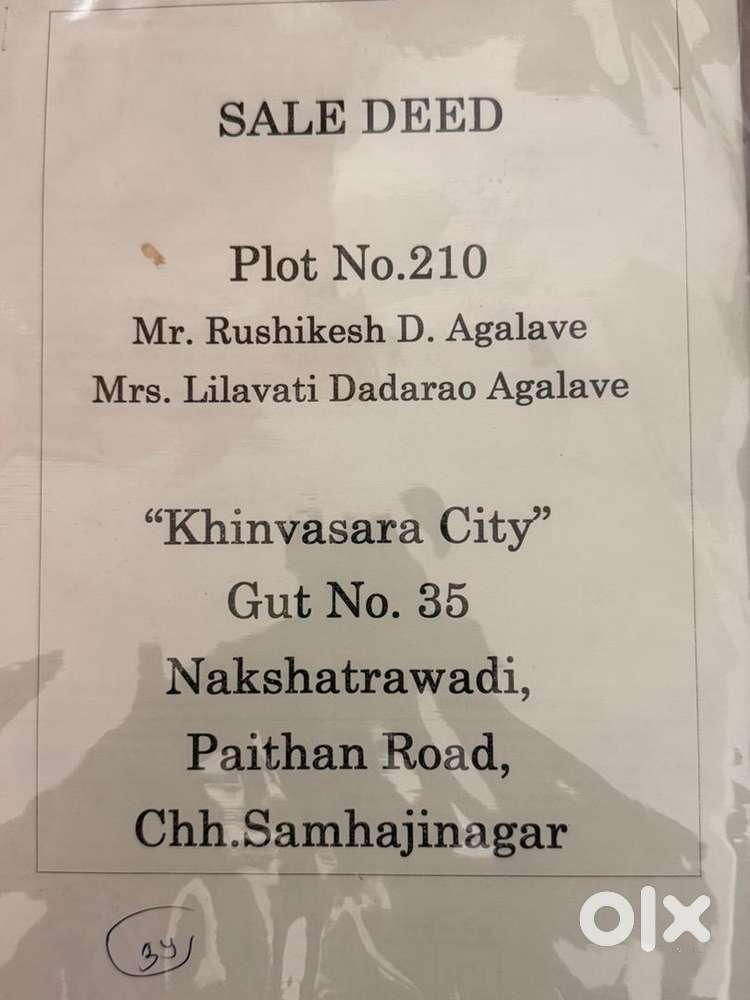 SALE DEED
Plot No.210
Mr. Rushikesh D. Agalave
Mrs. Lilavati Dadarao Agalave
“Khinvasara City”
Gut No. 35
Nakshatrawadi,
Paithan Road,
Chh.Samhajinagar
olx